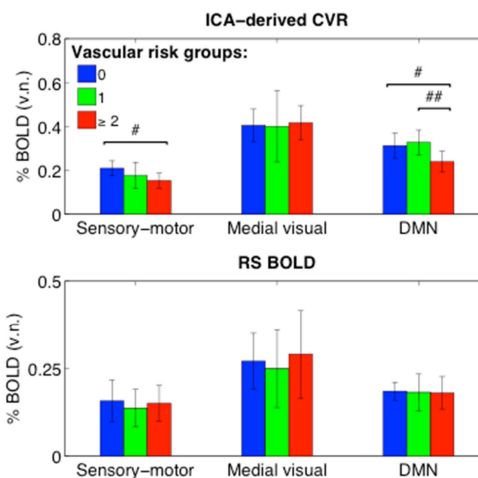 ICA-derived CVR
% BOLD (v.n.)
0.8
0.6
0.4
0.2
0
Vascular risk groups:
0
1
≥ 2
#
#
##
Sensory-motor Medial visual DMN
RS BOLD
% BOLD (v.n.)
0.5
0.25
0
Sensory-motor Medial visual DMN